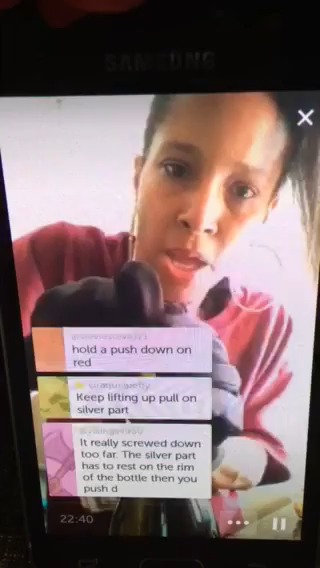 SAMSUNG
hold a push down on
red
Keep lifting up pull on
silver part
It really screwed down
too far. The silver part
has to rest on the rim
of the bottle then you
push d
22:40